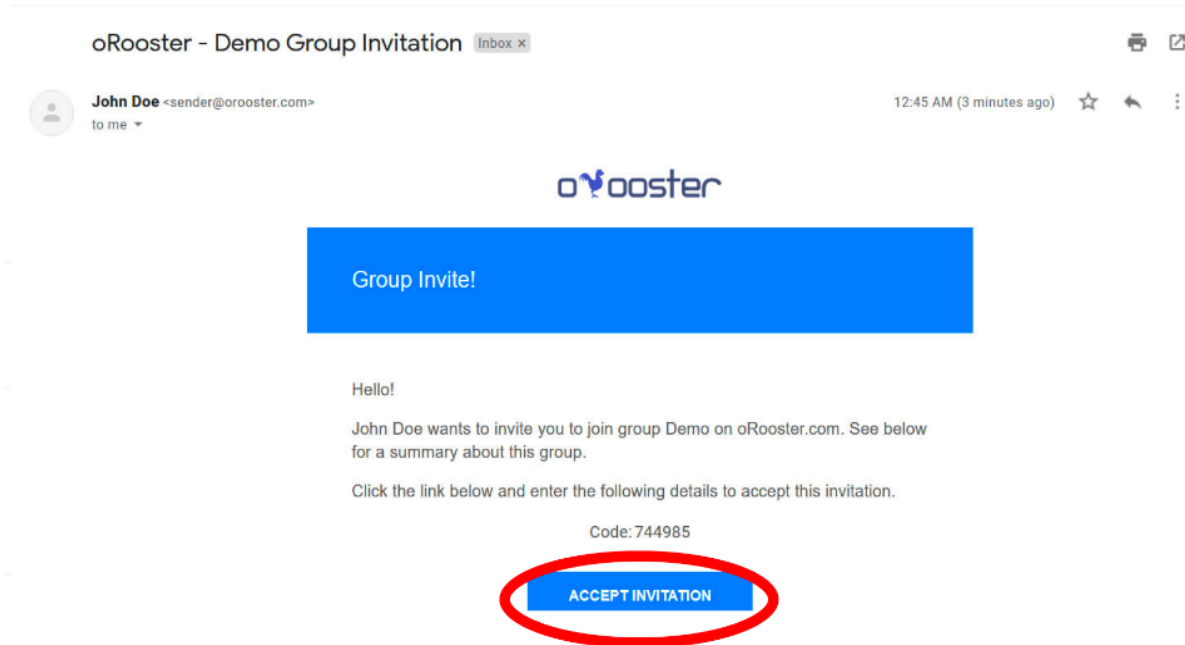 oRooster - Demo Group Invitation Inbox x
John Doe <sender@orooster.com>
12:45 AM (3 minutes ago)
to me
orooster
Group Invite!
Hello!
John Doe wants to invite you to join group Demo on oRooster.com. See below
for a summary about this group.
Click the link below and enter the following details to accept this invitation.
Code: 744985
ACCEPT INVITATION